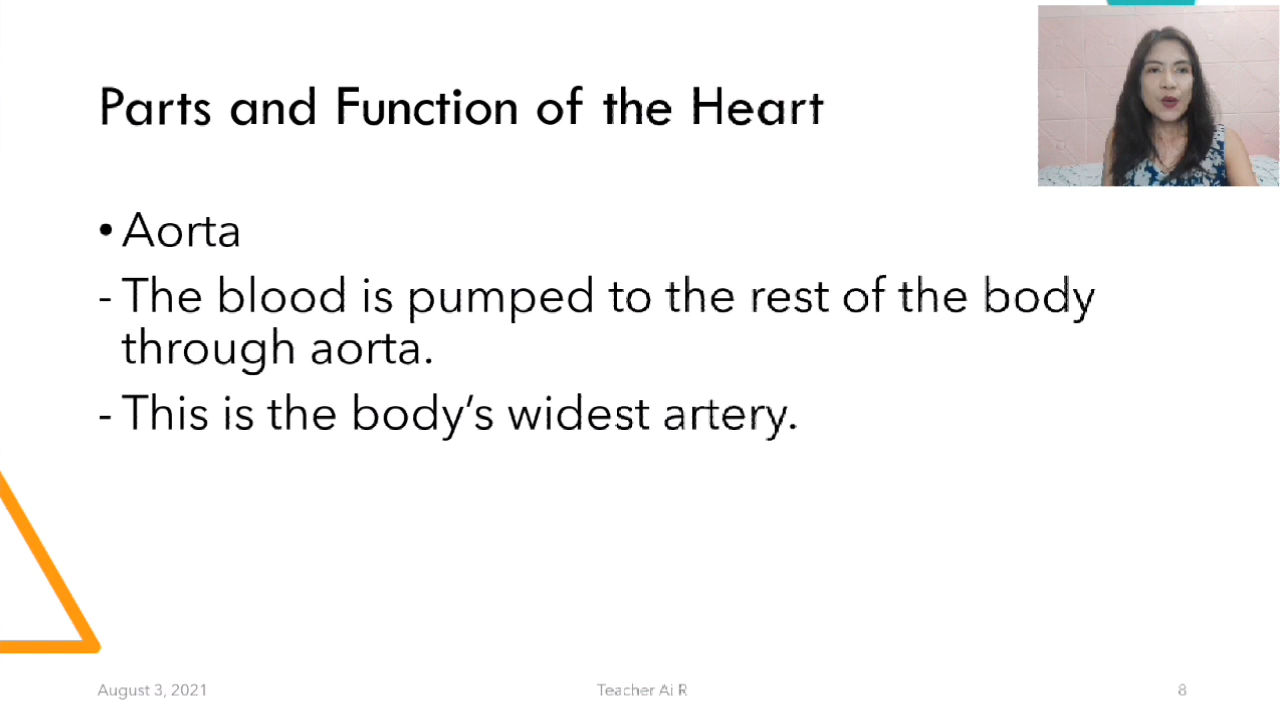 Parts and Function of the Heart
• Aorta
- The blood is pumped to the rest of the body
through aorta.
- This is the body’s widest artery.
August 3, 2021
Teacher Ai R
8